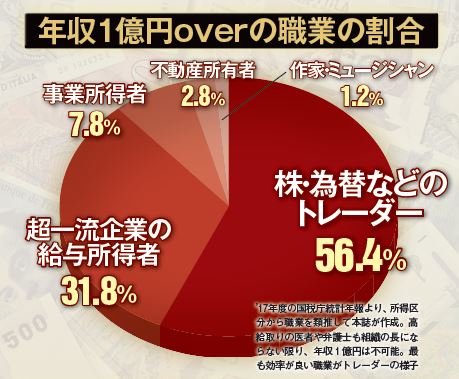 年収1億円overの職業の割合
不動産所有者
2.8%
作家・ミュージシャン
1.2%
事業所得者
7.8%
株・為替などの
トレーダー
56.4%
超一流企業の
給与所得者
31.8%
'17年度の国税庁統計年報より、所得区
分から職業を類推して本誌が作成。高
給取りの医者や弁護士も組織の長にな
らない限り、年収1億円は不可能。最
も効率が良い職業がトレーダーの様子
500